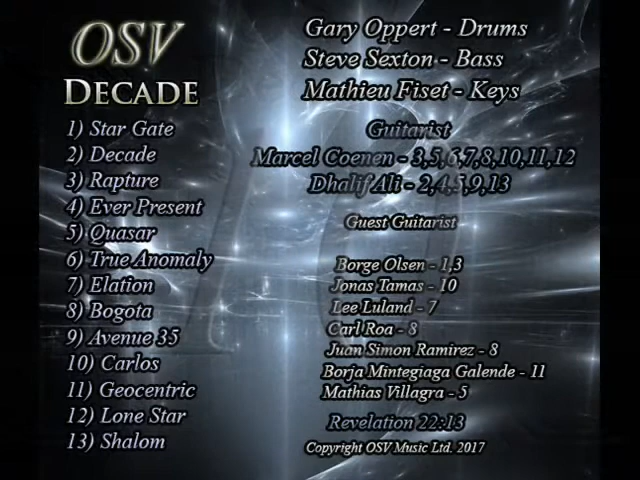 OSV
DECADE
1) Star Gate
2) Decade
3) Rapture
4) Ever Present
5) Quasar
6) True Anomaly
7) Elation
8) Bogota
9) Avenue 35
10) Carlos
11) Geocentric
12) Lone Star
13) Shalom
Gary Oppert - Drums
Steve Sexton - Bass
Mathieu Fiset - Keys
Guitarist
Marcel Coenen - 3,5,6,7,8,10,11,12
Dhalif Ali - 2,4,5,9,13
Guest Guitarist
Borge Olsen - 1,3
Jonas Tamas - 10
Lee Luland - 7
Carl Roa - 8
Juan Simon Ramirez - 8
Borja Mintegiaga Galende - 11
Mathias Villagra - 5
Revelation 22:13
Copyright OSV Music Ltd. 2017